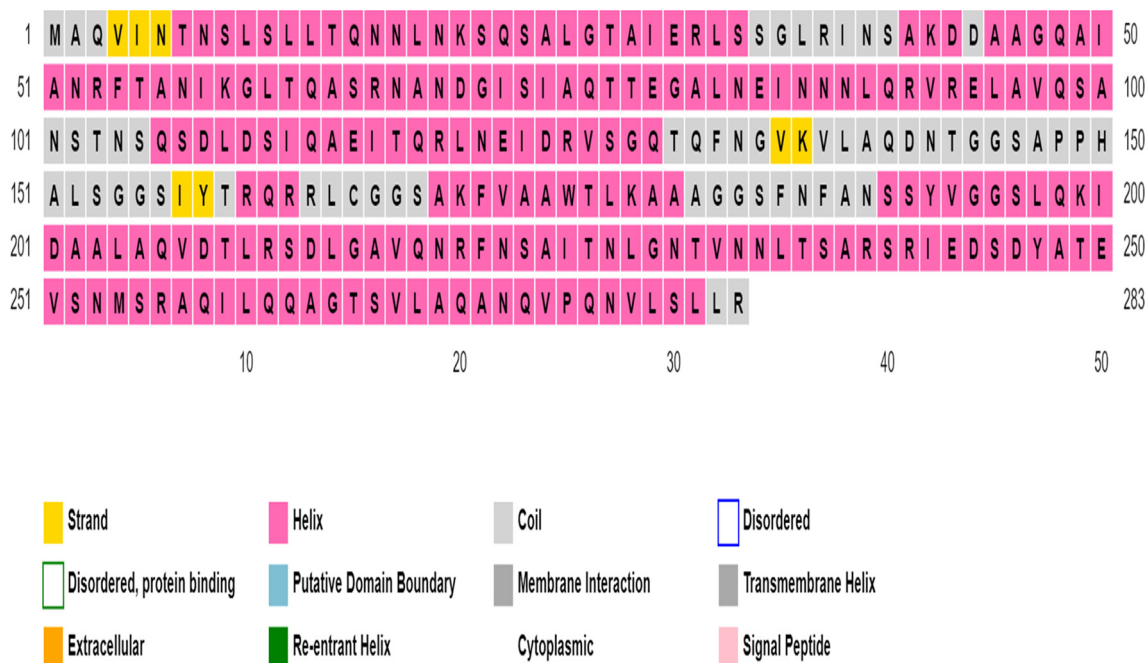 1 M A Q V I N T N S L S L L T Q N N L N K S Q S A L G T A I E R L S S G L R I N S A K D D A A G Q A I 50
51 A N R F T A N I K G L T Q A S R N A N D G I S I A Q T T E G A L N E I N N N L Q R V R E L A V Q S A 100
101 N S T N S Q S D L D S I Q A E I T Q R L N E I D R V S G Q T Q F N G V K V L A Q D N T G G S A P P H 150
151 A L S G G S I Y T R Q R R L C G G S A K F V A A W T L K A A A G G S F N F A N S S Y V G G S L Q K I 200
201 D A A L A Q V D T L R S D L G A V Q N R F N S A I T N L G N T V N N L T S A R S R I E D S D Y A T E 250
251 V S N M S R A Q I L Q Q A G T S V L A Q A N Q V P Q N V L S L L R 283
10 20 30 40 50
Strand Helix Coil Disordered
Disordered, protein binding Putative Domain Boundary Membrane Interaction Transmembrane Helix
Extracellular Re-entrant Helix Cytoplasmic Signal Peptide